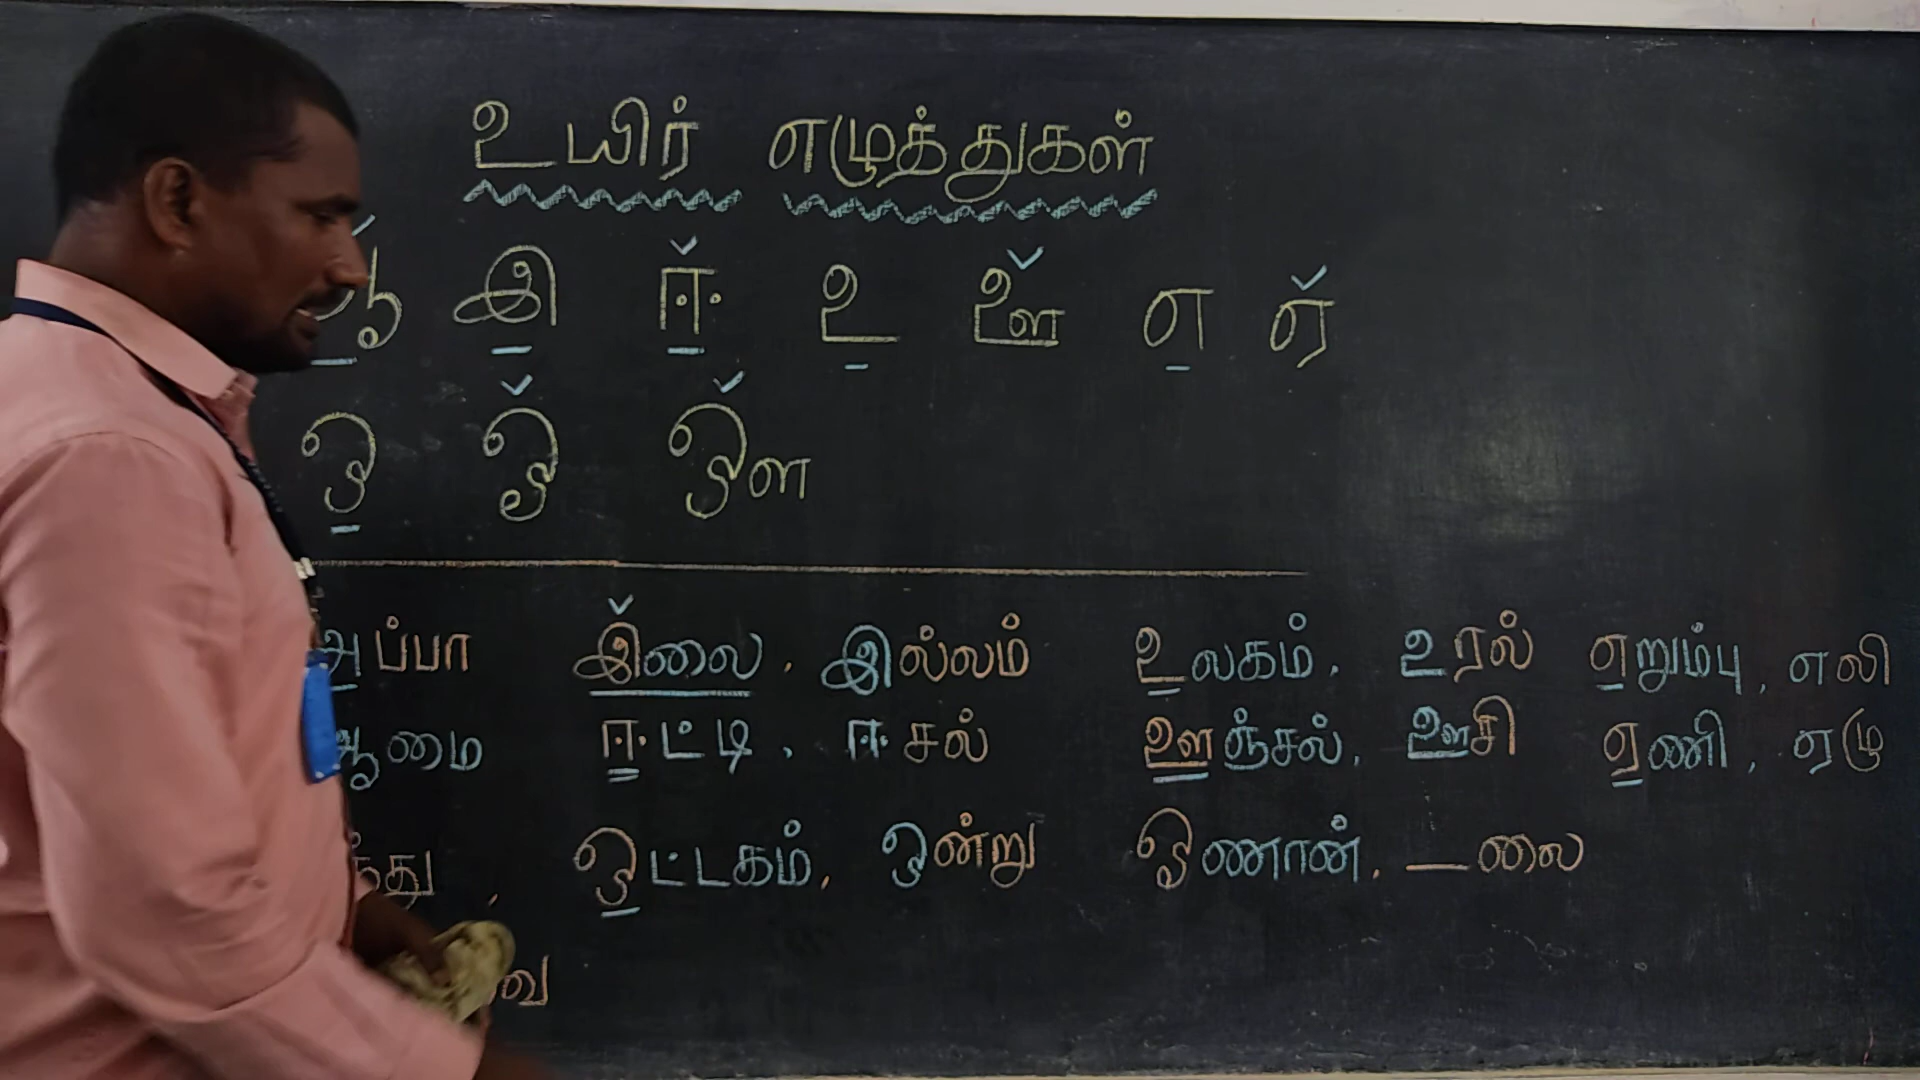 உயிர் எழுத்துகள்
ஆ இ ஈ உ ஊ எ ஏ
ஒ ஓ ஔ
அப்பா இலை . இல்லம் உலகம் . உரல் எறும்பு , எலி
ஆமை ஈட்டி , ஈசல் ஊஞ்சல் , ஊசி ஏணி , ஏழு
, ஒட்டகம் , ஒன்று ஓணான் . —லை